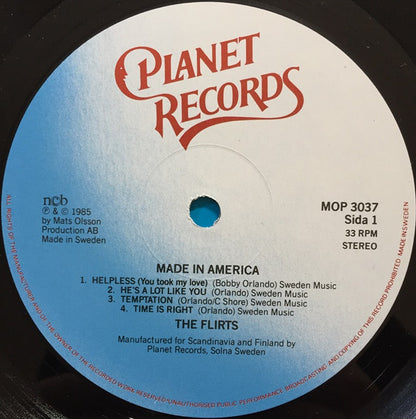 PLANET
RECORDS
ncb
℗ & © 1985
by Mats Olsson
Production AB
Made in Sweden
MOP 3037
Sida 1
33 RPM
STEREO
MADE IN AMERICA
1. HELPLESS (You took my love) (Bobby Orlando) Sweden Music
2. HE'S A LOT LIKE YOU (Orlando) Sweden Music
3. TEMPTATION (Orlando/C Shore) Sweden Music
4. TIME IS RIGHT (Orlando) Sweden Music
THE FLIRTS
Manufactured for Scandinavia and Finland by
Planet Records, Solna Sweden
ALL RIGHTS OF THE MANUFACTURER AND OF THE OWNER OF THE RECORDED WORK RESERVED UNAUTHORISED PUBLIC PERFORMANCE BROADCASTING AND COPYING OF THIS RECORD PROHIBITED MADE IN SWEDEN